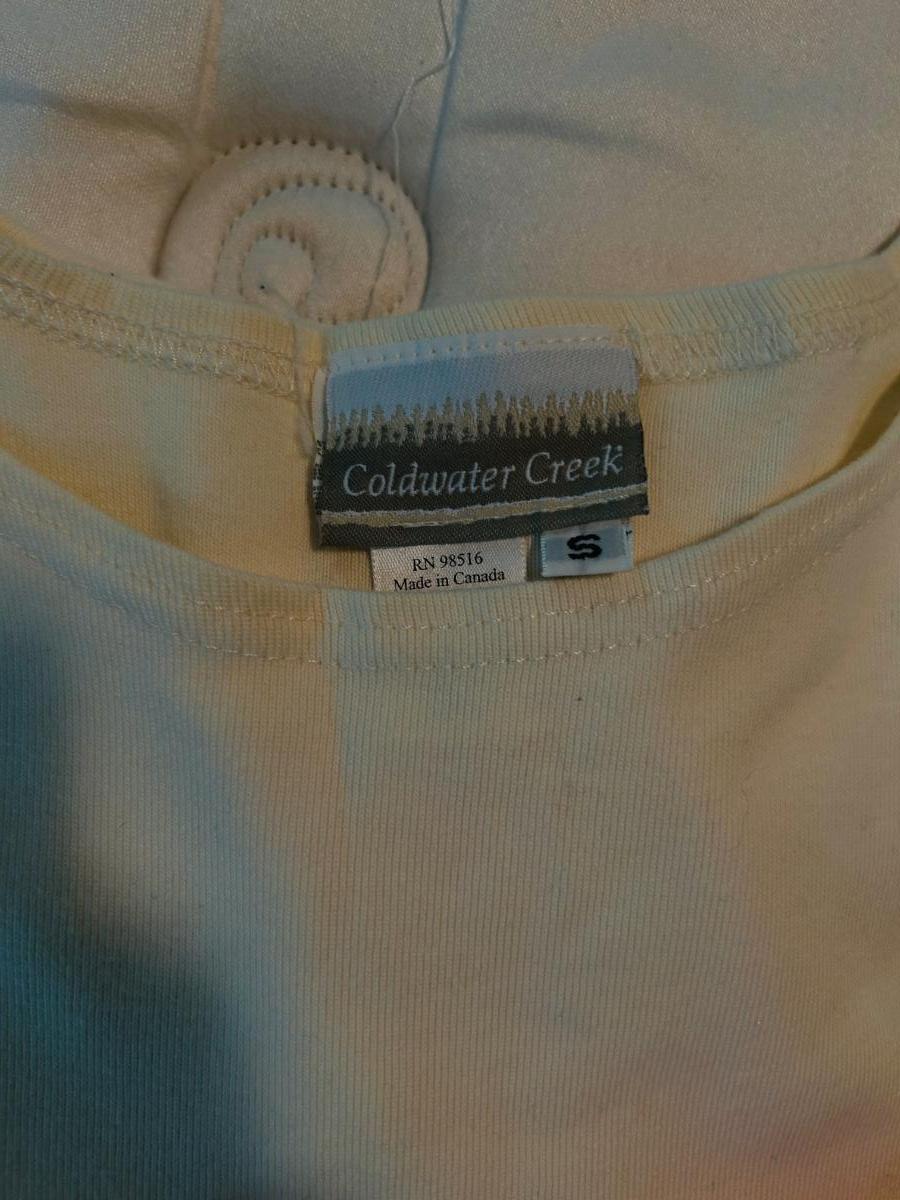 Coldwater Creek
RN 98516
Made in Canada
S